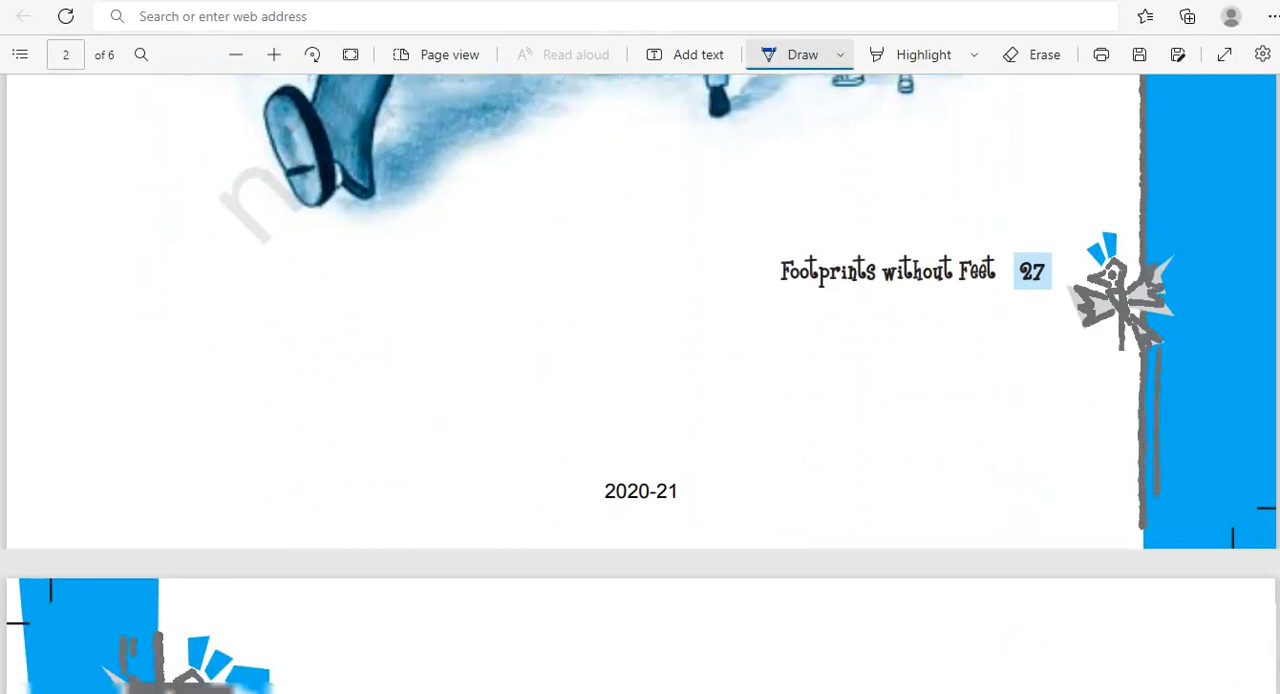 Search or enter web address
2 of 6 Page view Read aloud Add text Draw Highlight Erase
n
Footprints without Feet 27
2020-21